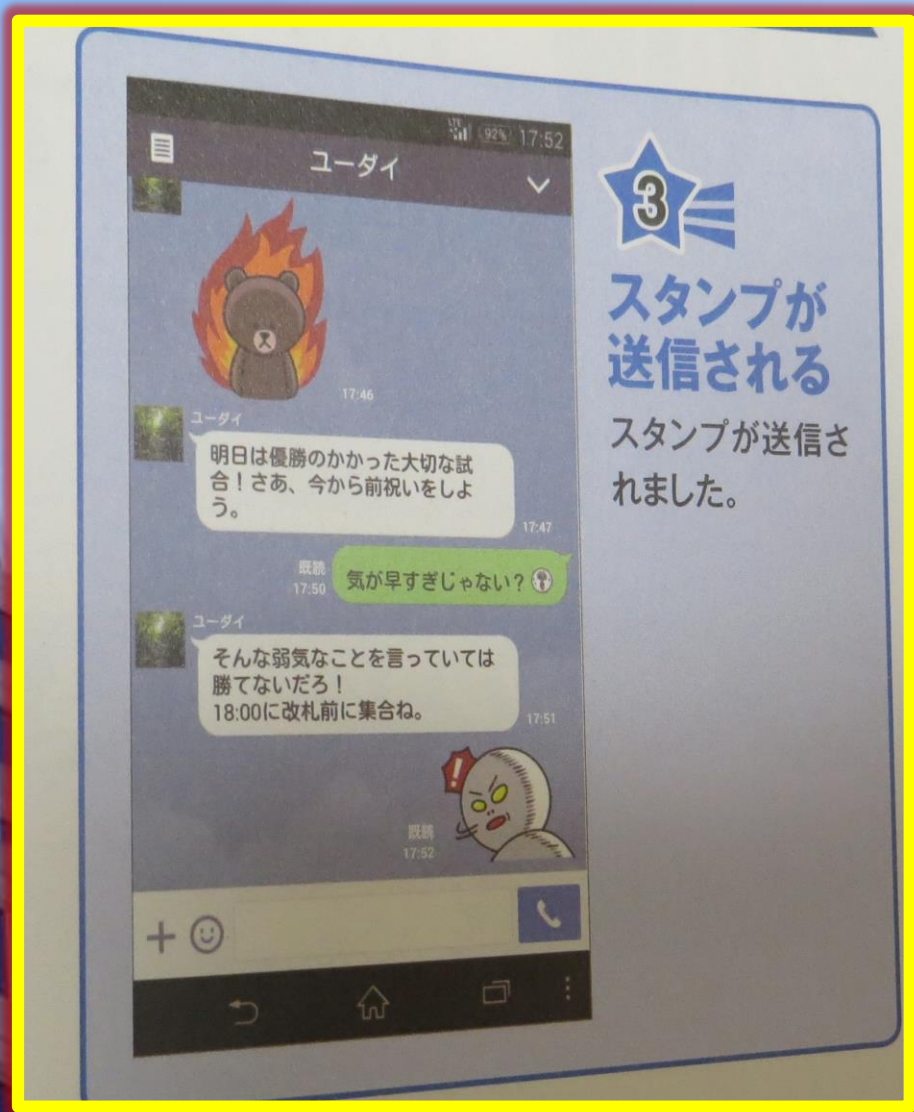 LTE 92% 17:52
ユーダイ
17:46
ユーダイ
明日は優勝のかかった大切な試
合！さあ、今から前祝いをしよ
う。
17:47
既読
17:50
気が早すぎじゃない？
ユーダイ
そんな弱気なことを言っていては
勝てないだろ！
18:00に改札前に集合ね。
17:51
!
既読
17:52
3
スタンプが
送信される
スタンプが送信さ
れました。